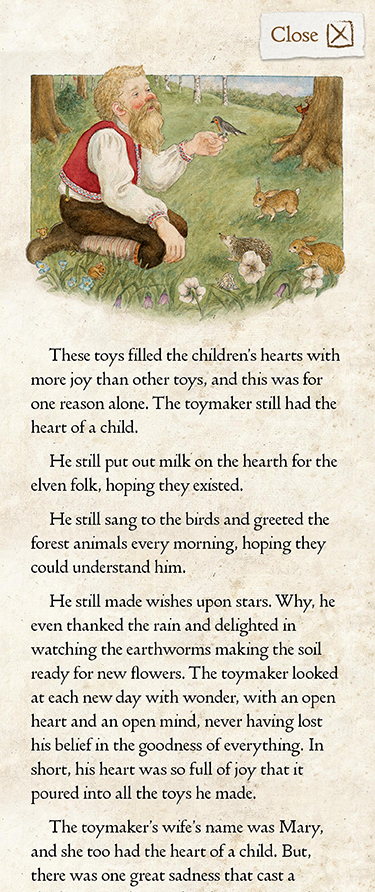 Close
These toys filled the children's hearts with
more joy than other toys, and this was for
one reason alone. The toymaker still had the
heart of a child.
He still put out milk on the hearth for the
elven folk, hoping they existed.
He still sang to the birds and greeted the
forest animals every morning, hoping they
could understand him.
He still made wishes upon stars. Why, he
even thanked the rain and delighted in
watching the earthworms making the soil
ready for new flowers. The toymaker looked
at each new day with wonder, with an open
heart and an open mind, never having lost
his belief in the goodness of everything. In
short, his heart was so full of joy that it
poured into all the toys he made.
The toymaker's wife's name was Mary,
and she too had the heart of a child. But,
there was one great sadness that cast a